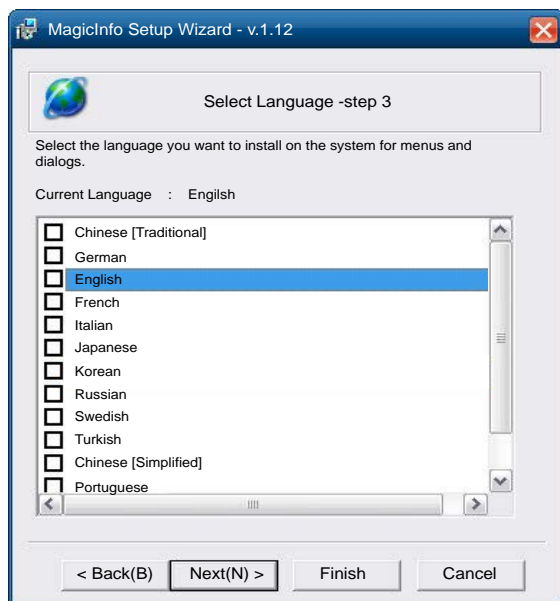 MagicInfo Setup Wizard - v.1.12
Select Language -step 3
Select the language you want to install on the system for menus and
dialogs.
Current Language : Engilsh
Chinese [Traditional]
German
English
French
Italian
Japanese
Korean
Russian
Swedish
Turkish
Chinese [Simplified]
Portuguese
< Back(B) Next(N) > Finish Cancel